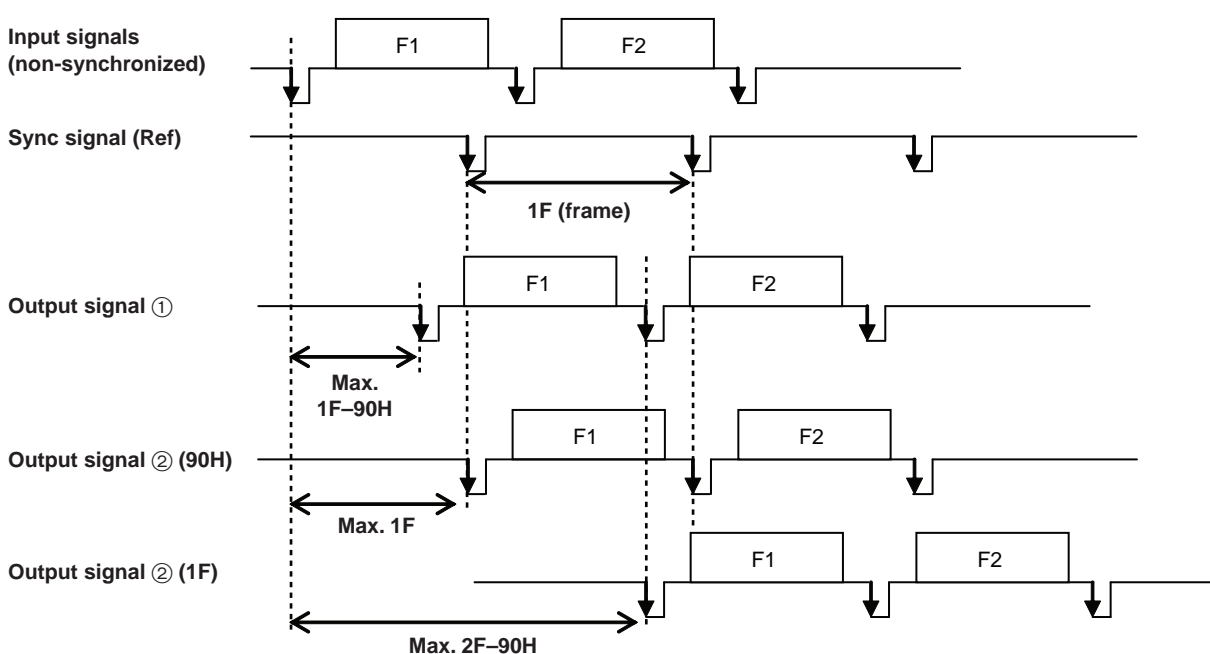 Input signals
(non-synchronized)
F1
F2
Sync signal (Ref)
1F (frame)
Output signal ①
F1
F2
Max.
1F–90H
Output signal ② (90H)
F1
F2
Max. 1F
Output signal ② (1F)
F1
F2
Max. 2F–90H